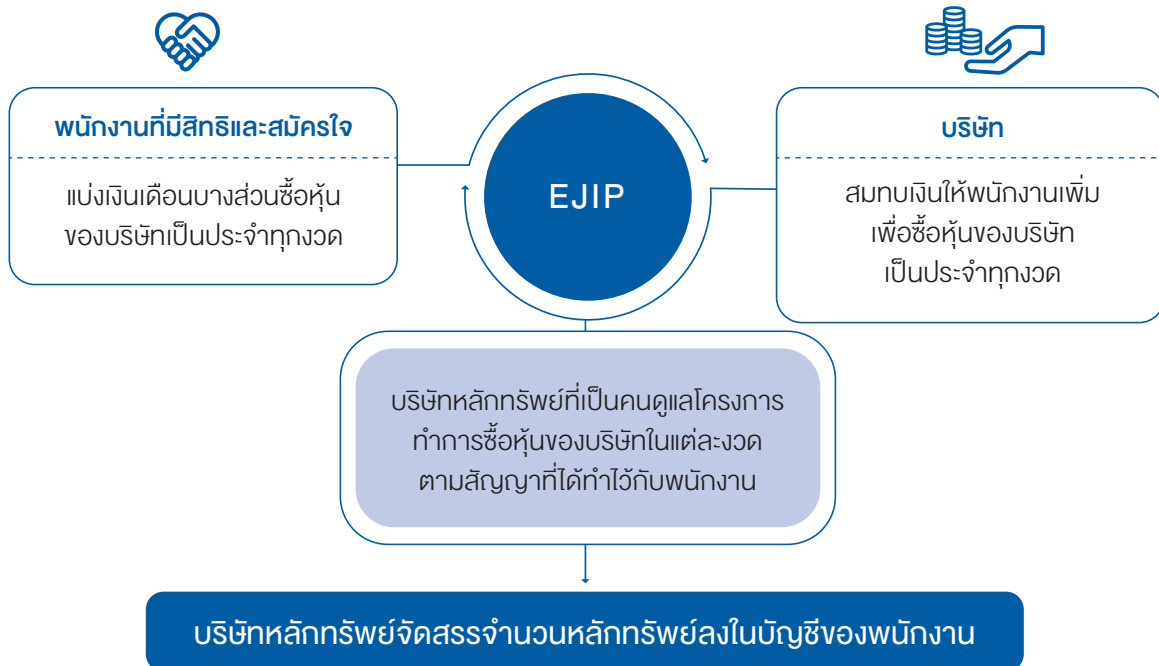 พนักงานที่มีสิทธิและสมัครใจ
แบ่งเงินเดือนบางส่วนซื้อหุ้น
ของบริษัทเป็นประจำทุกงวด
EJIP
บริษัท
สมทบเงินให้พนักงานเพิ่ม
เพื่อซื้อหุ้นของบริษัท
เป็นประจำทุกงวด
บริษัทหลักทรัพย์ที่เป็นคนดูแลโครงการ
ทำการซื้อหุ้นของบริษัทในแต่ละงวด
ตามสัญญาที่ได้ทำไว้กับพนักงาน
บริษัทหลักทรัพย์จัดสรรจำนวนหลักทรัพย์ลงในบัญชีของพนักงาน